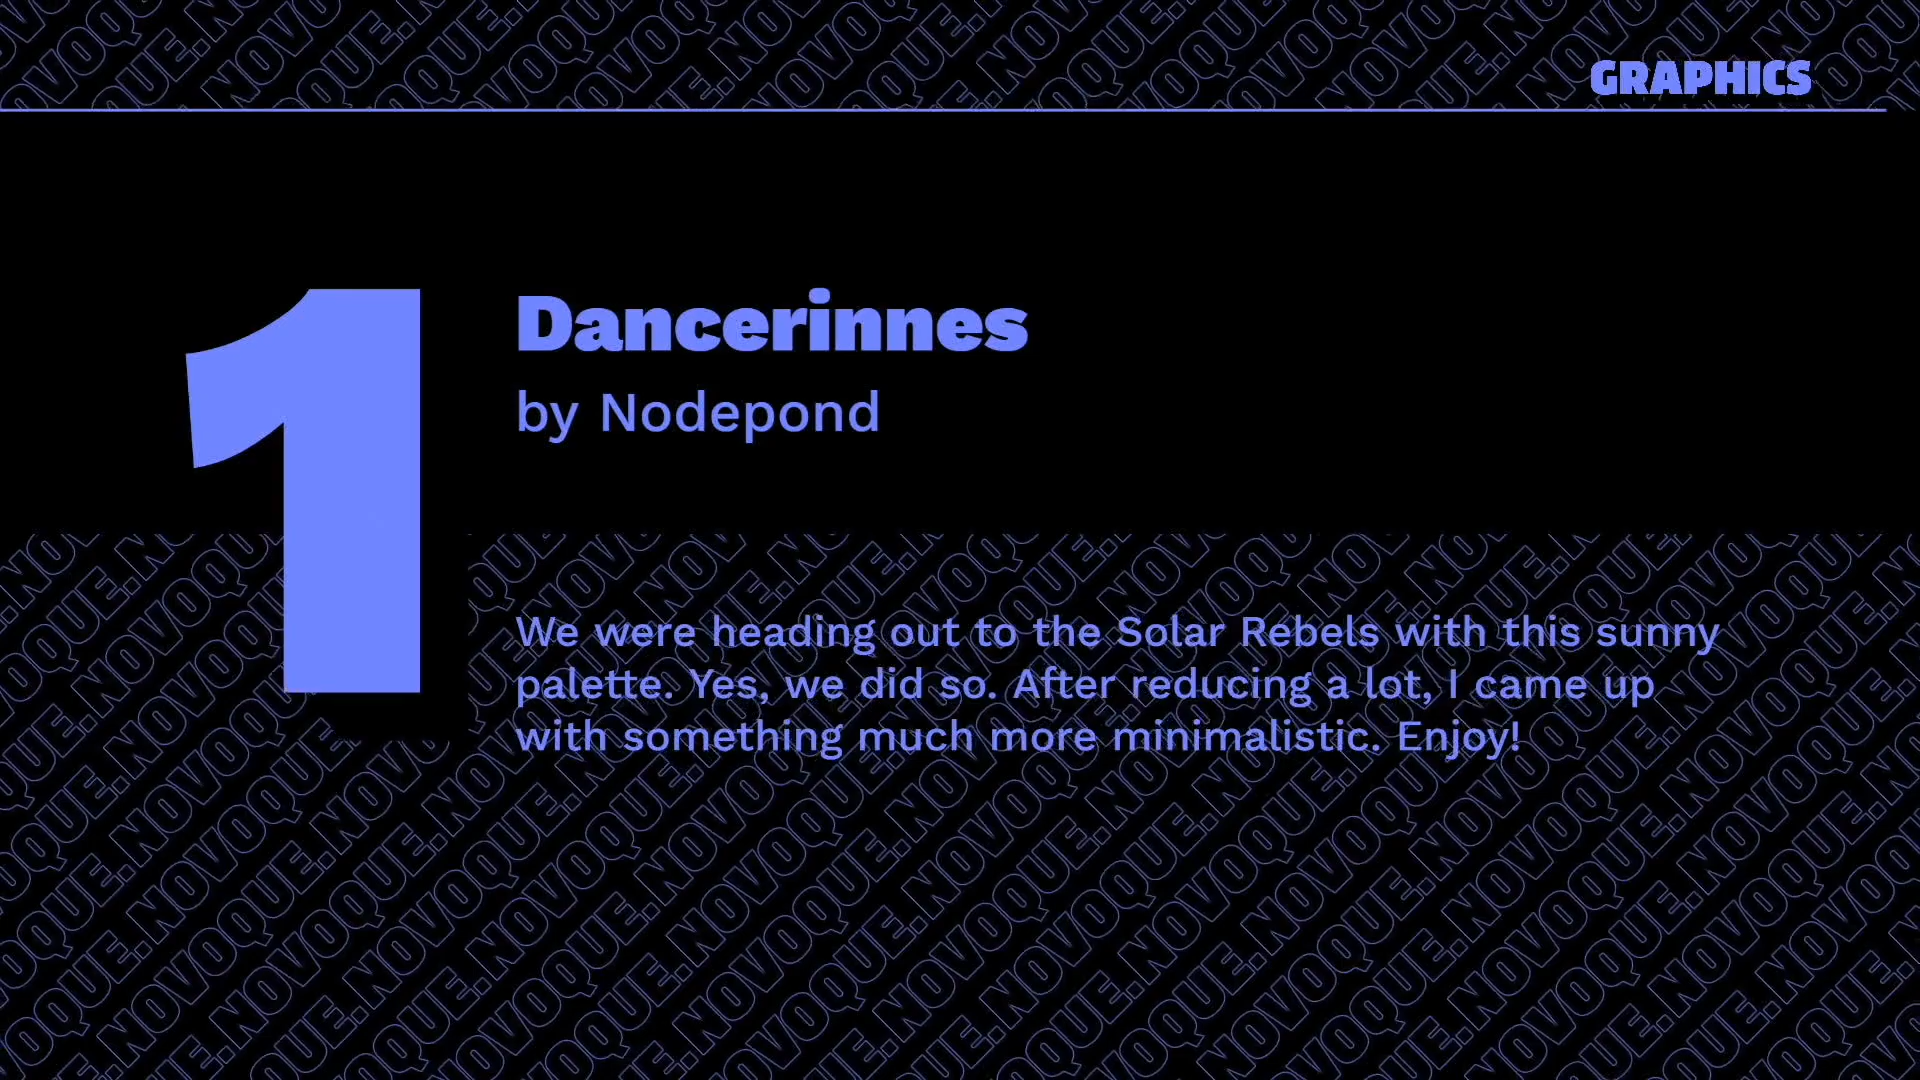 GRAPHICS
1
Dancerinnes
by Nodepond
We were heading out to the Solar Rebels with this sunny
palette. Yes, we did so. After reducing a lot, I came up
with something much more minimalistic. Enjoy!
NOVOQUE.